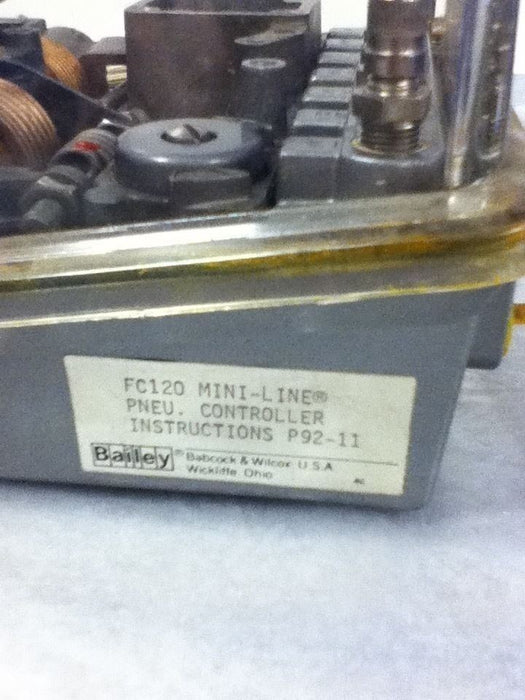 FC120 MINI-LINE®
PNEU. CONTROLLER
INSTRUCTIONS P92-11
Bailey® Babcock & Wilcox U.S.A
Wickliffe, Ohio